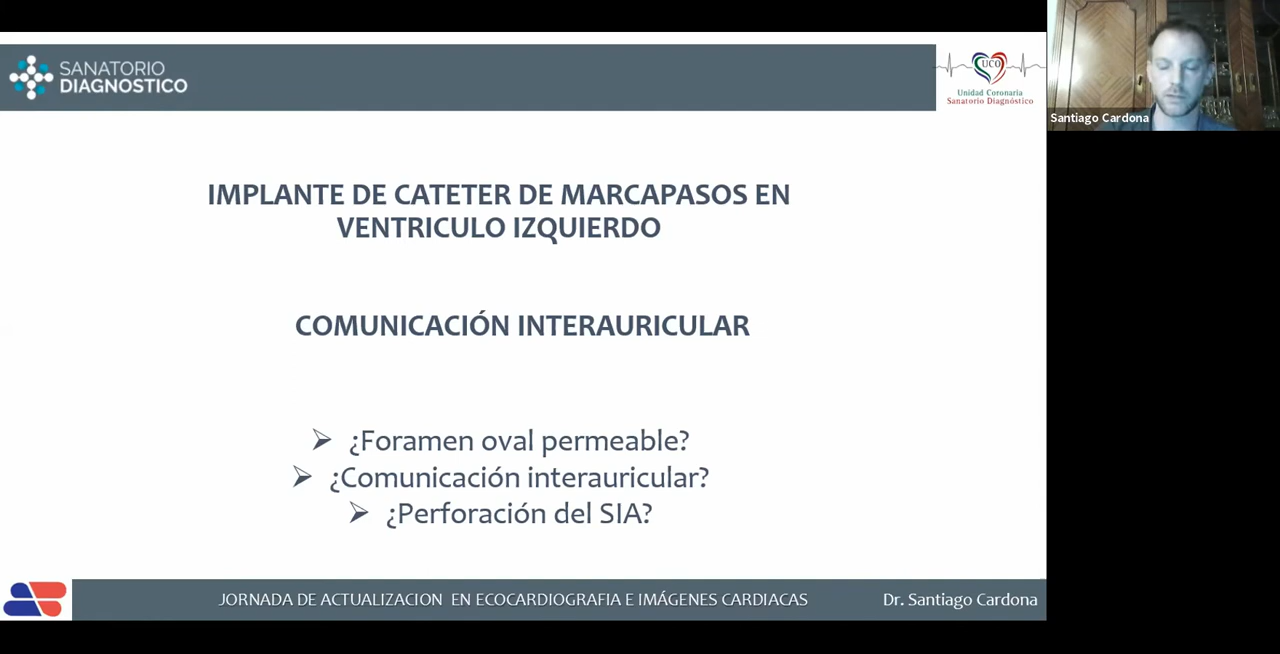 SANATORIO
DIAGNOSTICO
UCO
Unidad Coronaria
Sanatorio Diagnóstico
Santiago Cardona
IMPLANTE DE CATETER DE MARCAPASOS EN
VENTRICULO IZQUIERDO
COMUNICACIÓN INTERAURICULAR
➢ ¿Foramen oval permeable?
➢ ¿Comunicación interauricular?
➢ ¿Perforación del SIA?
JORNADA DE ACTUALIZACION EN ECOCARDIOGRAFIA E IMÁGENES CARDIACAS
Dr. Santiago Cardona